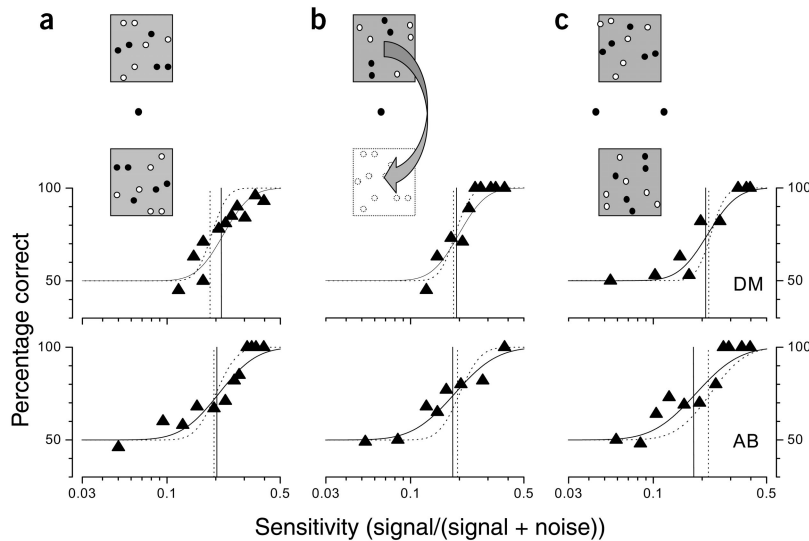 a b c
100 100
50 50
DM
100 100
50 50
AB
0.03 0.1 0.5 0.03 0.1 0.5 0.03 0.1 0.5
Percentage correct
Sensitivity (signal/(signal + noise))